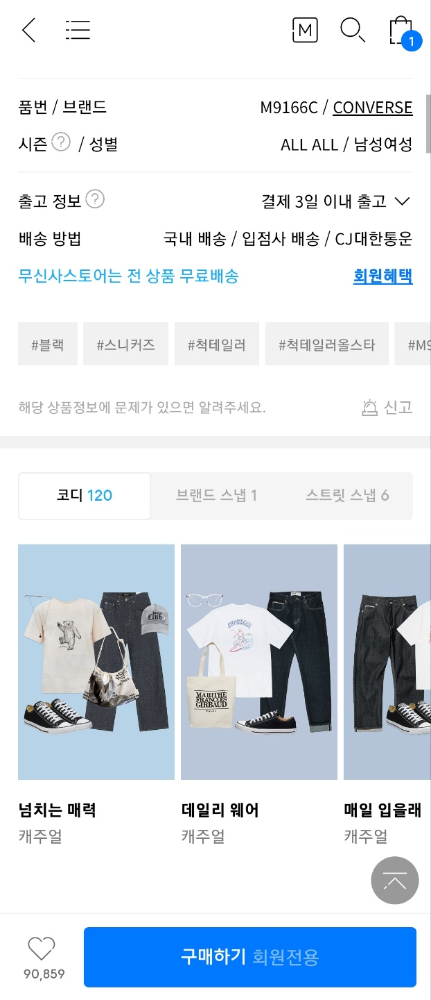 M
1
품번 / 브랜드 M9166C / CONVERSE
시즌 ? / 성별 ALL ALL / 남성여성
출고 정보 ? 결제 3일 이내 출고
배송 방법 국내 배송 / 입점사 배송 / CJ대한통운
무신사스토어는 전 상품 무료배송 회원혜택
#블랙 #스니커즈 #척테일러 #척테일러올스타 #M9
해당 상품정보에 문제가 있으면 알려주세요. 신고
코디 120 브랜드 스냅 1 스트릿 스냅 6
Club
MARITHE
FRANCOIS
GIRBAUD
PARIS
넘치는 매력 데일리 웨어 매일 입을래
캐주얼 캐주얼 캐주얼
구매하기 회원전용
90,859